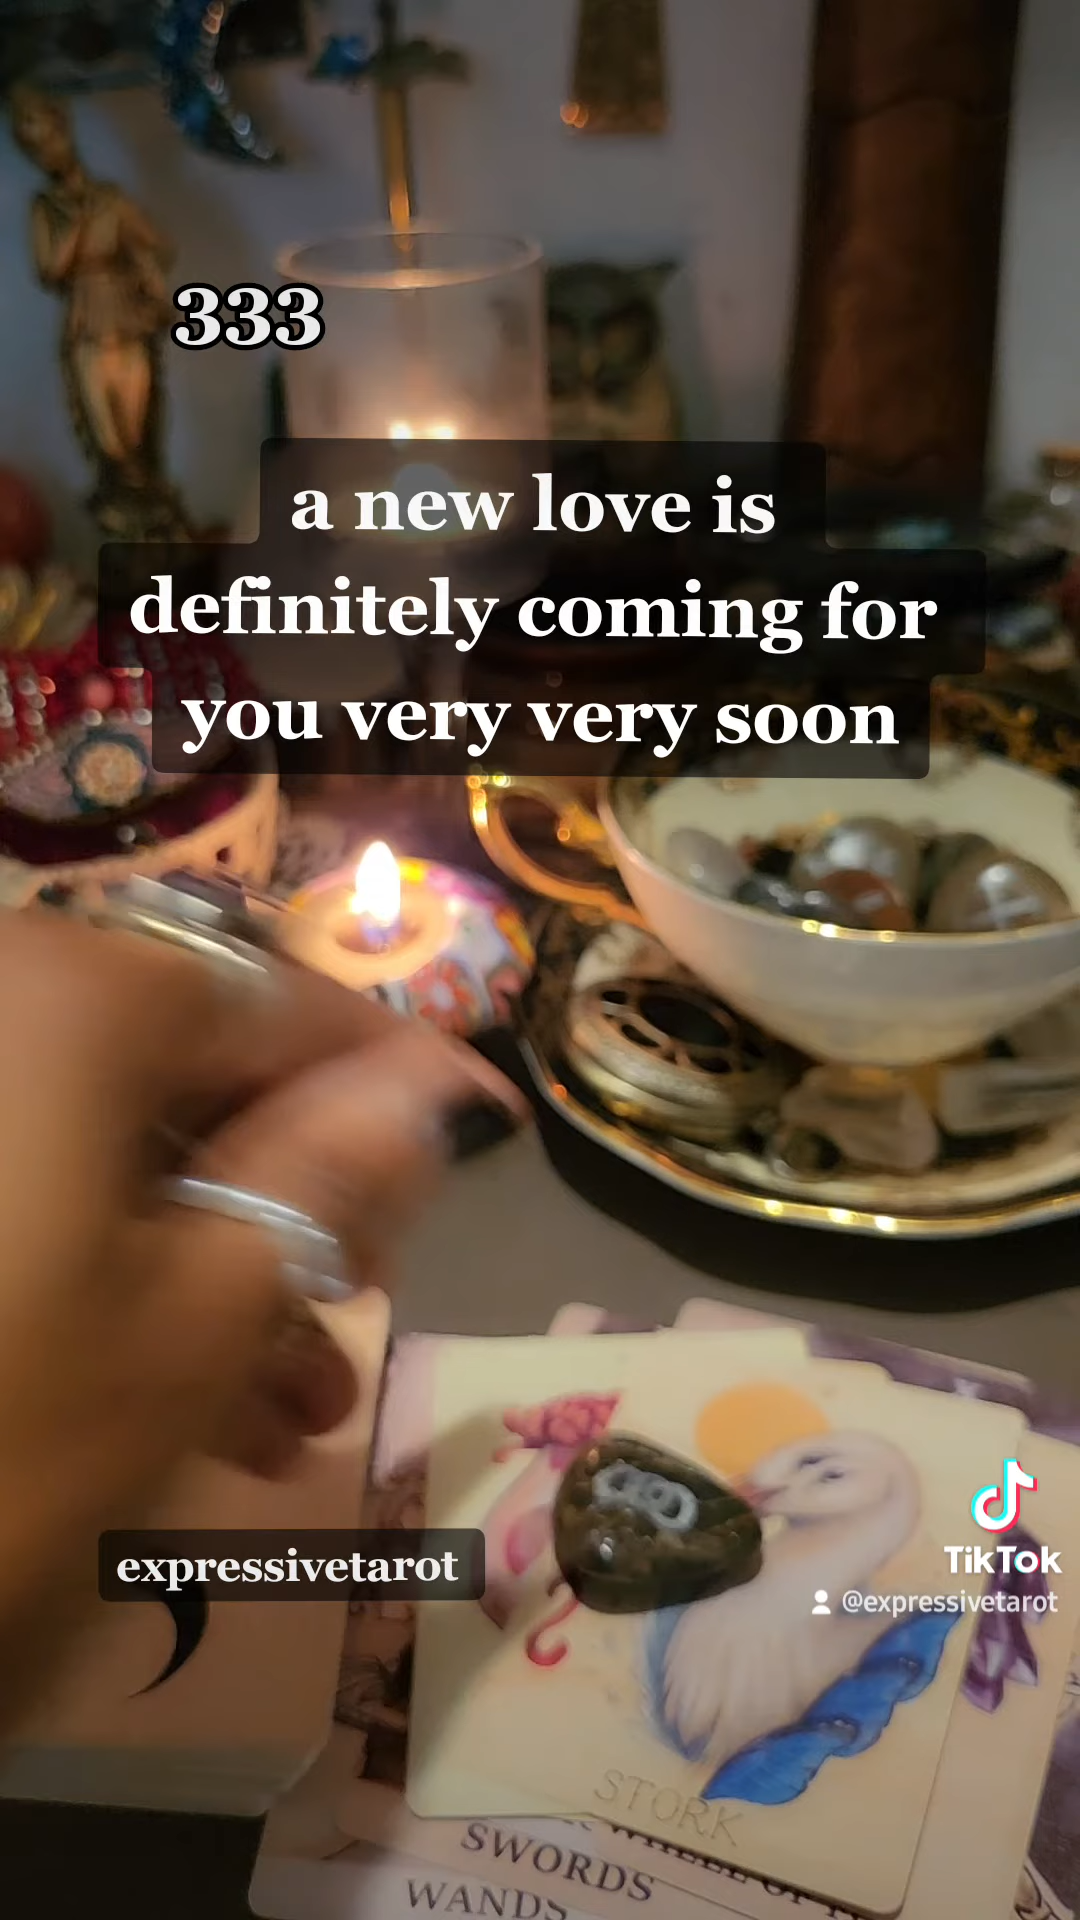 333
a new love is
definitely coming for
you very very soon
expressivetarot
TikTok
@expressivetarot
STORK
SWORDS
WANDS